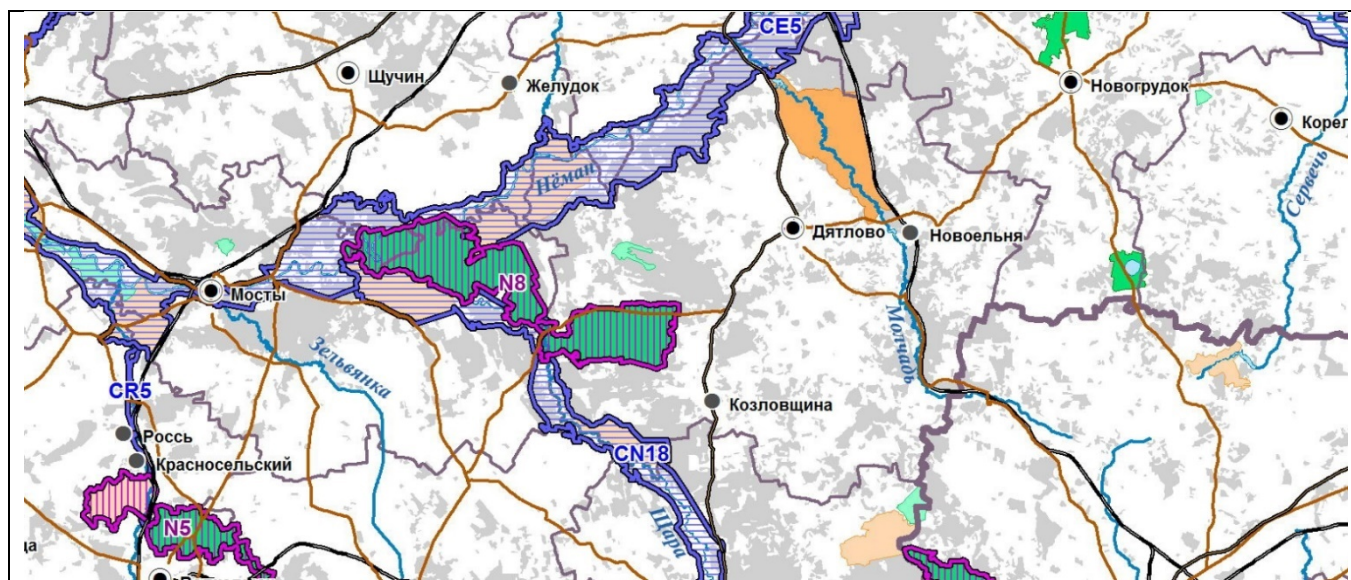 CE5
Щучин
Желудок
Новогрудок
Корел
Нёман
Сервечь
Дятлово
Новоельня
N8
Мосты
Молчадь
Зельвянка
CR5
Козловщина
Россь
CN18
Красносельский
Щара
N5
ца